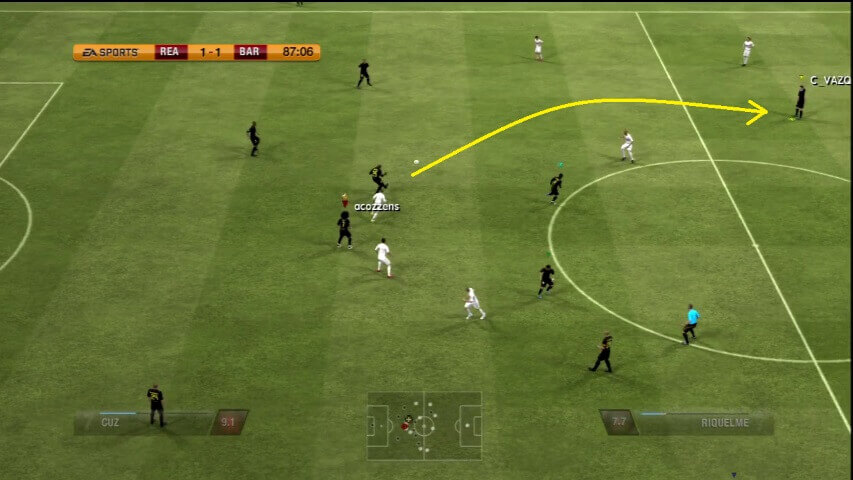 EA SPORTS REA 1-1 BAR 87:06
C_VAZQ
acozzens
CUZ 9.1
7.7 RIQUELME